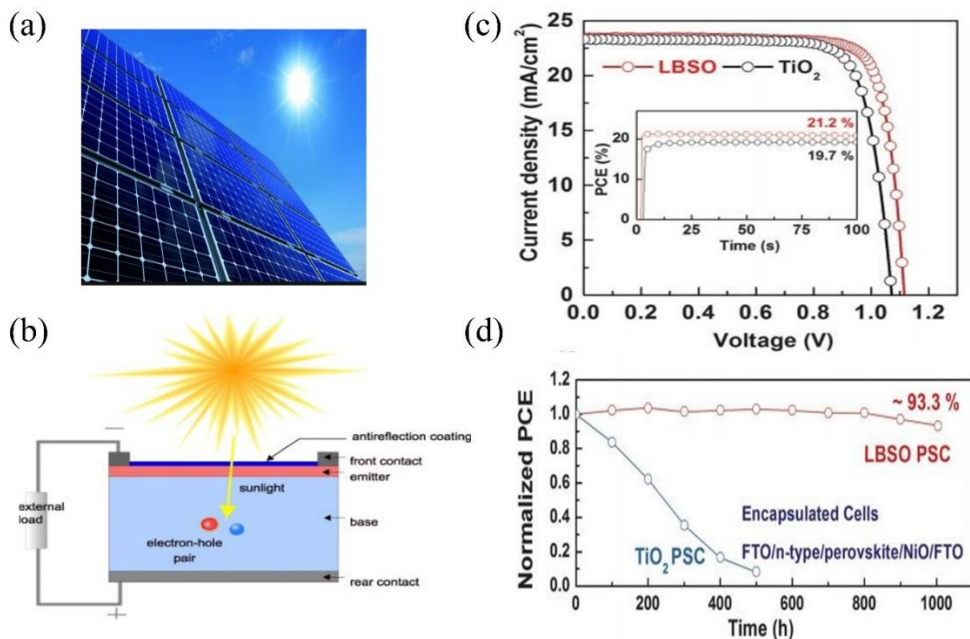 (a)
(b)
antireflection coating
front contact
emitter
sunlight
external
load
base
electron-hole
pair
rear contact
(c)
Current density (mA/cm²)
25
20
15
10
5
0
LBSO
TiO₂
PCE (%)
20
10
0
21.2 %
19.7 %
0 25 50 75 100
Time (s)
0.0 0.2 0.4 0.6 0.8 1.0 1.2
Voltage (V)
(d)
Normalized PCE
1.2
1.0
0.8
0.6
0.4
0.2
0.0
~ 93.3 %
LBSO PSC
Encapsulated Cells
TiO₂ PSC
FTO/n-type/perovskite/NiO/FTO
0 200 400 600 800 1000
Time (h)